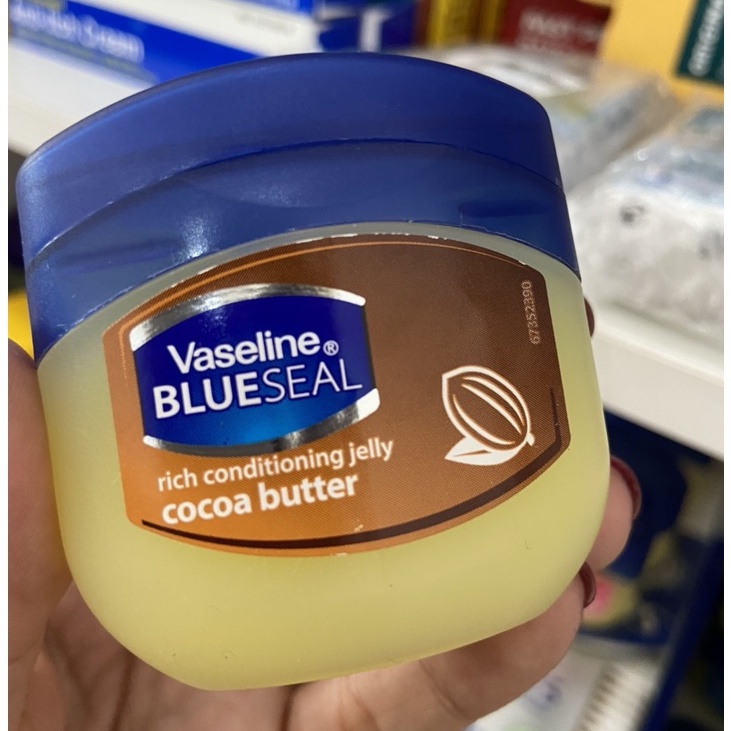 Vaseline®
BLUESEAL
rich conditioning jelly
cocoa butter
67352390